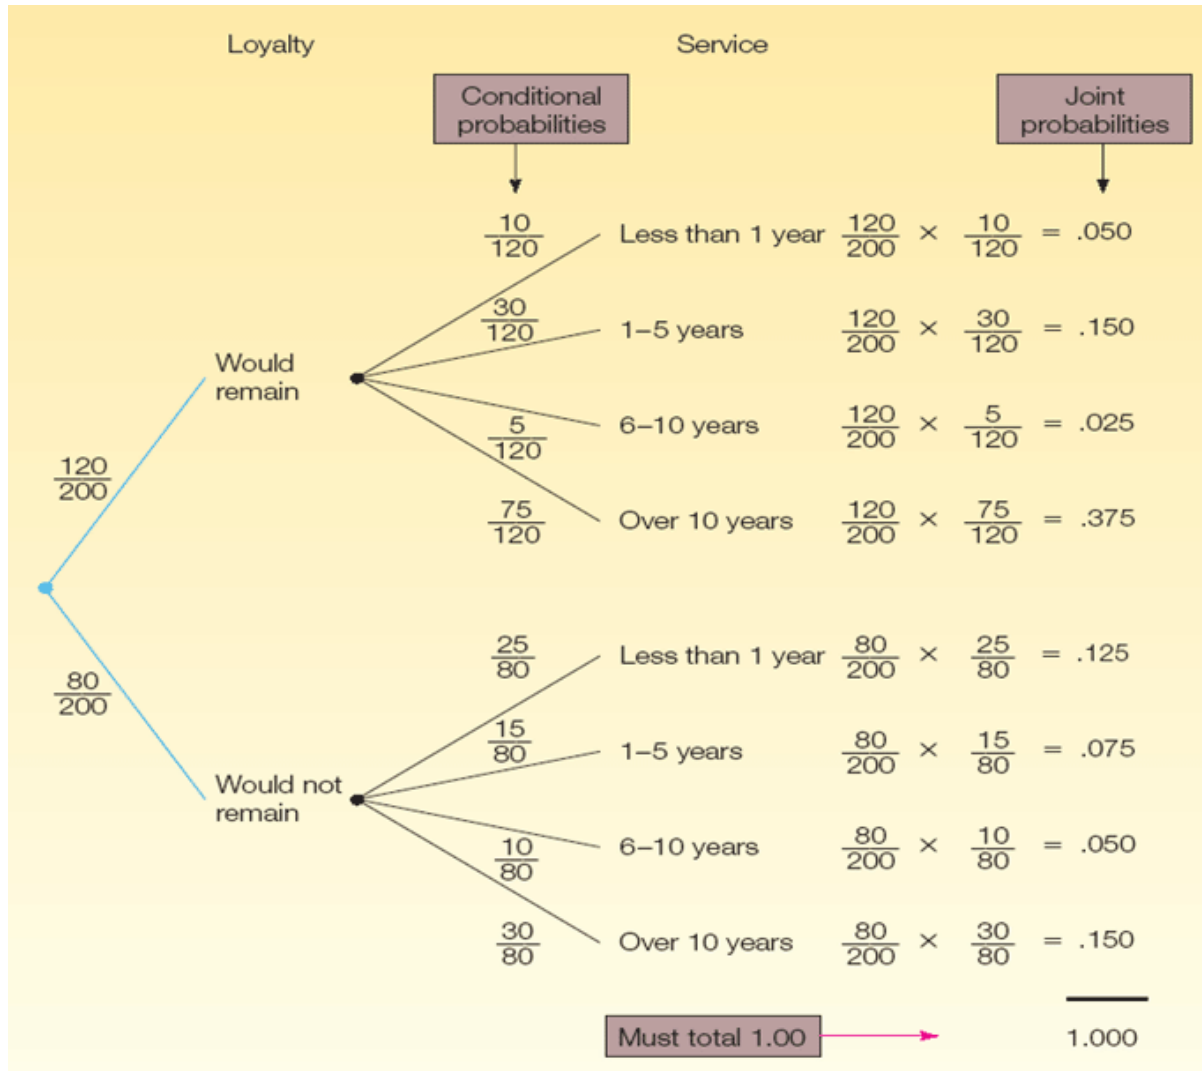 Loyalty Service
Conditional
probabilities
Joint
probabilities
10/120 Less than 1 year 120/200 × 10/120 = .050
30/120 1–5 years 120/200 × 30/120 = .150
Would
remain
5/120 6–10 years 120/200 × 5/120 = .025
120/200
75/120 Over 10 years 120/200 × 75/120 = .375
25/80 Less than 1 year 80/200 × 25/80 = .125
80/200
15/80 1–5 years 80/200 × 15/80 = .075
Would not
remain
10/80 6–10 years 80/200 × 10/80 = .050
30/80 Over 10 years 80/200 × 30/80 = .150
Must total 1.00 1.000